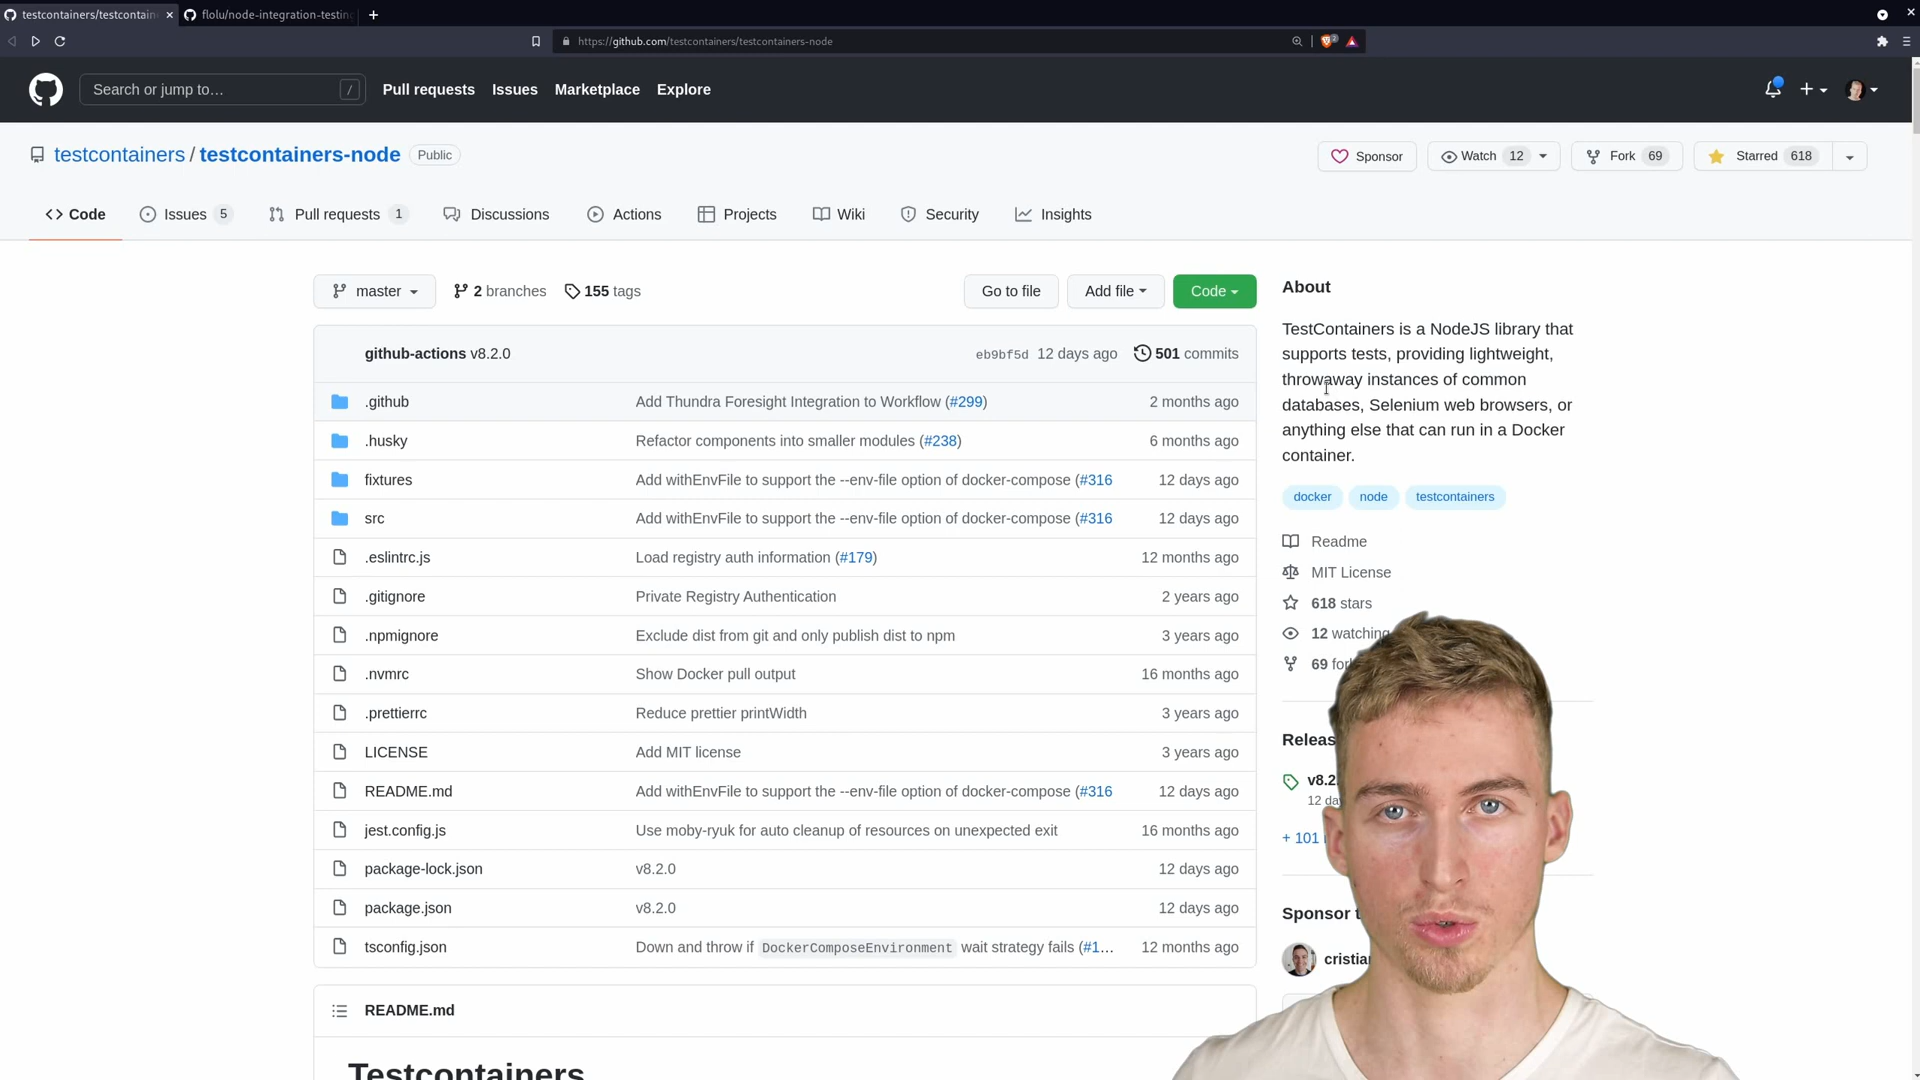 testcontainers/testcontain
flolu/node-integration-testing
https://github.com/testcontainers/testcontainers-node
2
Search or jump to…
/
Pull requests
Issues
Marketplace
Explore
testcontainers / testcontainers-node
Public
Sponsor
Watch 12
Fork 69
Starred 618
Code
Issues 5
Pull requests 1
Discussions
Actions
Projects
Wiki
Security
Insights
master
2 branches
155 tags
Go to file
Add file
Code
github-actions v8.2.0
eb9bf5d 12 days ago
501 commits
.github
Add Thundra Foresight Integration to Workflow (#299)
2 months ago
.husky
Refactor components into smaller modules (#238)
6 months ago
fixtures
Add withEnvFile to support the --env-file option of docker-compose (#316
12 days ago
src
Add withEnvFile to support the --env-file option of docker-compose (#316
12 days ago
.eslintrc.js
Load registry auth information (#179)
12 months ago
.gitignore
Private Registry Authentication
2 years ago
.npmignore
Exclude dist from git and only publish dist to npm
3 years ago
.nvmrc
Show Docker pull output
16 months ago
.prettierrc
Reduce prettier printWidth
3 years ago
LICENSE
Add MIT license
3 years ago
README.md
Add withEnvFile to support the --env-file option of docker-compose (#316
12 days ago
jest.config.js
Use moby-ryuk for auto cleanup of resources on unexpected exit
16 months ago
package-lock.json
v8.2.0
12 days ago
package.json
v8.2.0
12 days ago
tsconfig.json
Down and throw if DockerComposeEnvironment wait strategy fails (#1…
12 months ago
README.md
Testcontainers
About
TestContainers is a NodeJS library that
supports tests, providing lightweight,
throwaway instances of common
databases, Selenium web browsers, or
anything else that can run in a Docker
container.
docker
node
testcontainers
Readme
MIT License
618 stars
12 watching
69 for
Releas
v8.2.
12 da
+ 101
Sponsor t
cristian